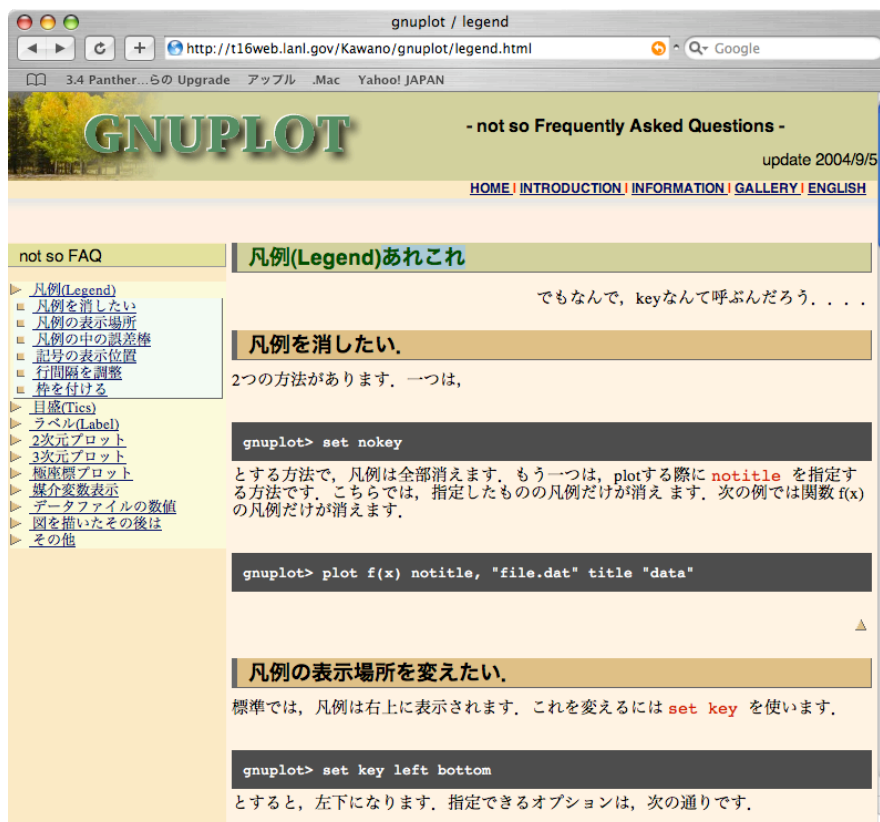 gnuplot / legend
http://t16web.lanl.gov/Kawano/gnuplot/legend.html
Google
3.4 Panther...らの Upgrade アップル .Mac Yahoo! JAPAN
GNUPLOT
- not so Frequently Asked Questions -
update 2004/9/5
HOME | INTRODUCTION | INFORMATION | GALLERY | ENGLISH
not so FAQ
凡例(Legend)
凡例を消したい
凡例の表示場所
凡例の中の誤差棒
記号の表示位置
行間隔を調整
枠を付ける
目盛(Tics)
ラベル(Label)
2次元プロット
3次元プロット
極座標プロット
媒介変数表示
データファイルの数値
図を描いたその後は
その他
凡例(Legend)あれこれ
でもなんで，keyなんて呼ぶんだろう．．．．
凡例を消したい．
2つの方法があります．一つは，
gnuplot> set nokey
とする方法で，凡例は全部消えます．もう一つは，plotする際に notitle を指定す
る方法です．こちらでは，指定したものの凡例だけが消え ます．次の例では関数 f(x)
の凡例だけが消えます．
gnuplot> plot f(x) notitle, "file.dat" title "data"
凡例の表示場所を変えたい．
標準では，凡例は右上に表示されます．これを変えるには set key を使います．
gnuplot> set key left bottom
とすると，左下になります．指定できるオプションは，次の通りです．